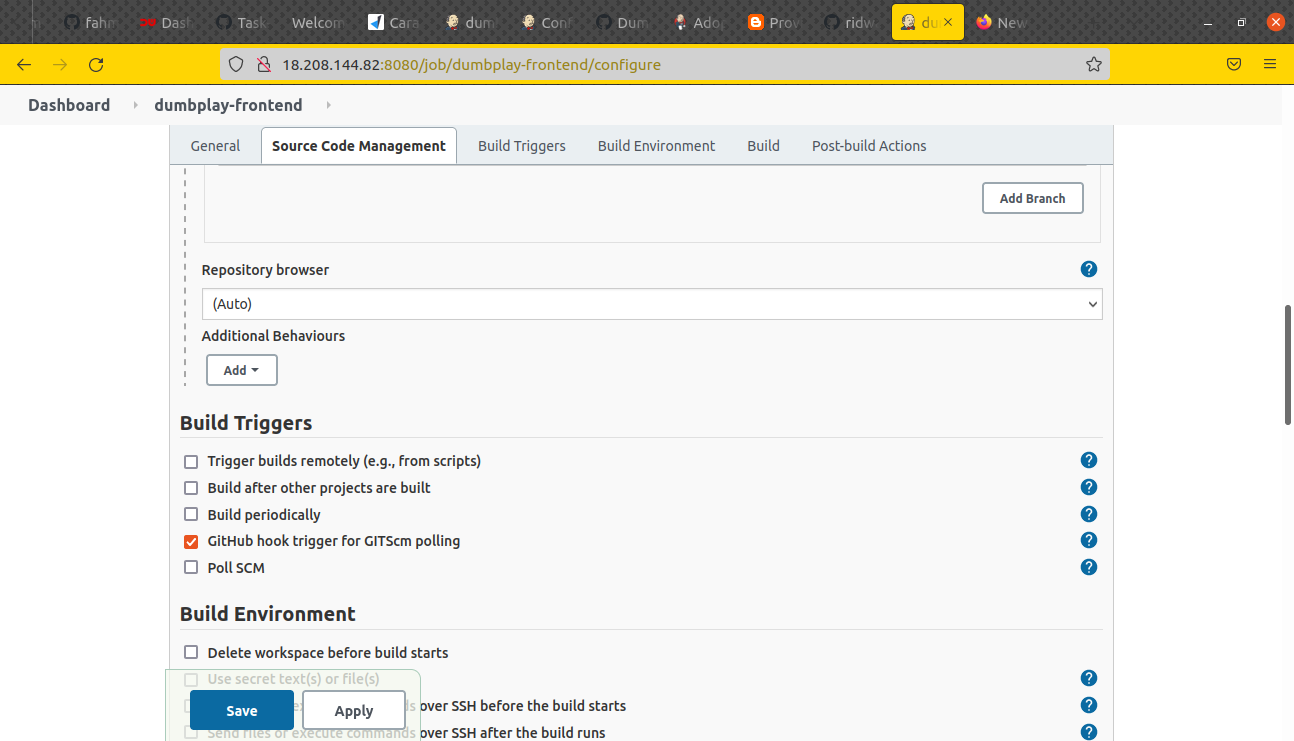 fahm Dash Task Welcom Cara dum Conf Dum Ado Prov ridw du New
18.208.144.82:8080/job/dumbplay-frontend/configure
Dashboard dumbplay-frontend
General Source Code Management Build Triggers Build Environment Build Post-build Actions
Add Branch
Repository browser
(Auto)
Additional Behaviours
Add
Build Triggers
Trigger builds remotely (e.g., from scripts)
Build after other projects are built
Build periodically
GitHub hook trigger for GITScm polling
Poll SCM
Build Environment
Delete workspace before build starts
Use secret text(s) or file(s)
over SSH before the build starts
Save Apply
Send files or execute commands over SSH after the build runs